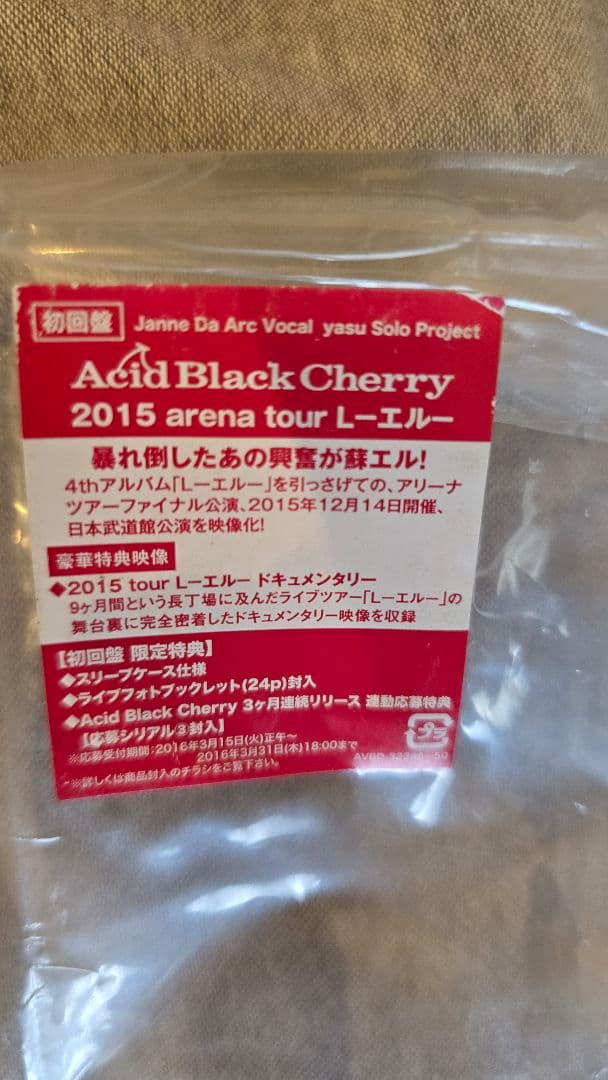 初回盤 Janne Da Arc Vocal yasu Solo Project
Acid Black Cherry
2015 arena tour L－エル－
暴れ倒したあの興奮が蘇エル!
4thアルバム「L－エル－」を引っさげての、アリーナ
ツアーファイナル公演、2015年12月14日開催、
日本武道館公演を映像化!
豪華特典映像
◆2015 tour L－エル－ ドキュメンタリー
9ヶ月間という長丁場に及んだライブツアー「L－エル－」の
舞台裏に完全密着したドキュメンタリー映像を収録
【初回盤 限定特典】
◆スリーブケース仕様
◆ライブフォトブックレット(24p)封入
◆Acid Black Cherry 3ヶ月連続リリース 連動応募特典
【応募シリアル③封入】
※応募受付期間:2016年3月15日(火)正午～
2016年3月31日(木)18:00まで
※詳しくは商品封入のチラシをご覧下さい。
プラ